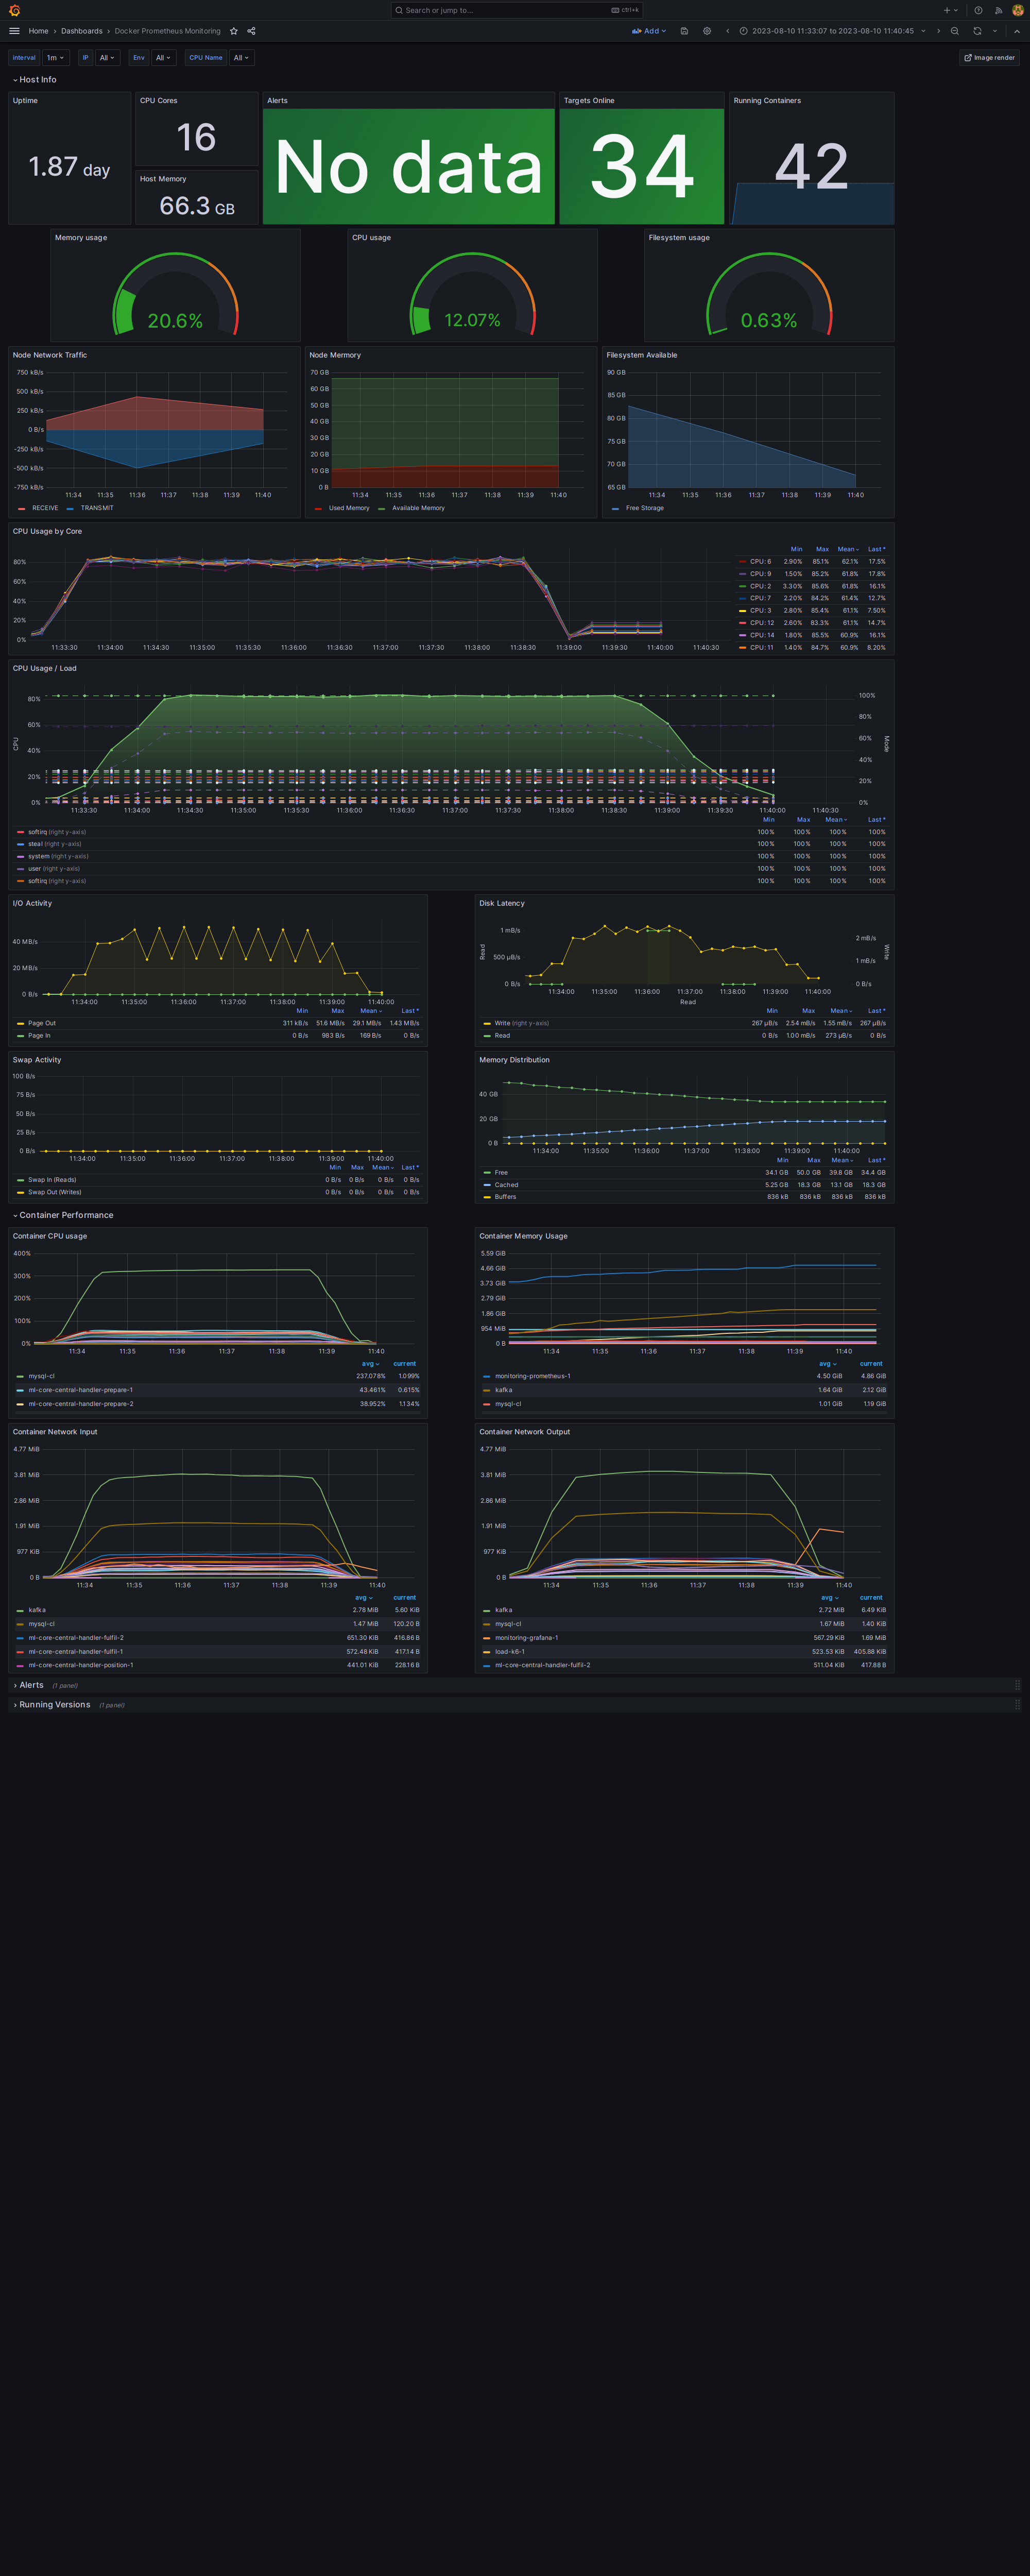 Search or jump to...
ctrl+k
Home › Dashboards › Docker Prometheus Monitoring
Add
2023-08-10 11:33:07 to 2023-08-10 11:40:45
Interval 1m IP All Env All CPU Name All
Image render
Host Info
Uptime
1.87 day
CPU Cores
16
Host Memory
66.3 GB
Alerts
No data
Targets Online
34
Running Containers
42
Memory usage
20.6%
CPU usage
12.07%
Filesystem usage
0.63%
Node Network Traffic
750 kB/s
500 kB/s
250 kB/s
0 B/s
-250 kB/s
-500 kB/s
-750 kB/s
11:34 11:35 11:36 11:37 11:38 11:39 11:40
RECEIVE TRANSMIT
Node Mermory
70 GB
60 GB
50 GB
40 GB
30 GB
20 GB
10 GB
0 B
11:34 11:35 11:36 11:37 11:38 11:39 11:40
Used Memory Available Memory
Filesystem Available
90 GB
85 GB
80 GB
75 GB
70 GB
65 GB
11:34 11:35 11:36 11:37 11:38 11:39 11:40
Free Storage
CPU Usage by Core
80%
60%
40%
20%
0%
11:33:30 11:34:00 11:34:30 11:35:00 11:35:30 11:36:00 11:36:30 11:37:00 11:37:30 11:38:00 11:38:30 11:39:00 11:39:30 11:40:00 11:40:30
Min Max Mean Last *
CPU: 6 2.90% 85.1% 62.1% 17.5%
CPU: 9 1.50% 85.2% 61.8% 17.8%
CPU: 2 3.30% 85.6% 61.8% 16.1%
CPU: 7 2.20% 84.2% 61.4% 12.7%
CPU: 3 2.80% 85.4% 61.1% 7.50%
CPU: 12 2.60% 83.3% 61.1% 14.7%
CPU: 14 1.80% 85.5% 60.9% 16.1%
CPU: 11 1.40% 84.7% 60.9% 8.20%
CPU Usage / Load
80%
60%
40%
20%
0%
CPU
100%
80%
60%
40%
20%
0%
Mode
11:33:30 11:34:00 11:34:30 11:35:00 11:35:30 11:36:00 11:36:30 11:37:00 11:37:30 11:38:00 11:38:30 11:39:00 11:39:30 11:40:00 11:40:30
Min Max Mean Last *
softirq (right y-axis) 100% 100% 100% 100%
steal (right y-axis) 100% 100% 100% 100%
system (right y-axis) 100% 100% 100% 100%
user (right y-axis) 100% 100% 100% 100%
softirq (right y-axis) 100% 100% 100% 100%
I/O Activity
40 MB/s
20 MB/s
0 B/s
11:34:00 11:35:00 11:36:00 11:37:00 11:38:00 11:39:00 11:40:00
Min Max Mean Last *
Page Out 311 kB/s 51.6 MB/s 29.1 MB/s 1.43 MB/s
Page In 0 B/s 983 B/s 169 B/s 0 B/s
Disk Latency
1 mB/s
500 µB/s
0 B/s
Read
2 mB/s
1 mB/s
0 B/s
Write
11:34:00 11:35:00 11:36:00 11:37:00 11:38:00 11:39:00 11:40:00
Read
Min Max Mean Last *
Write (right y-axis) 267 µB/s 2.54 mB/s 1.55 mB/s 267 µB/s
Read 0 B/s 1.00 mB/s 273 µB/s 0 B/s
Swap Activity
100 B/s
75 B/s
50 B/s
25 B/s
0 B/s
11:34:00 11:35:00 11:36:00 11:37:00 11:38:00 11:39:00 11:40:00
Min Max Mean Last *
Swap In (Reads) 0 B/s 0 B/s 0 B/s 0 B/s
Swap Out (Writes) 0 B/s 0 B/s 0 B/s 0 B/s
Memory Distribution
40 GB
20 GB
0 B
11:34:00 11:35:00 11:36:00 11:37:00 11:38:00 11:39:00 11:40:00
Min Max Mean Last *
Free 34.1 GB 50.0 GB 39.8 GB 34.4 GB
Cached 5.25 GB 18.3 GB 13.1 GB 18.3 GB
Buffers 836 kB 836 kB 836 kB 836 kB
Container Performance
Container CPU usage
400%
300%
200%
100%
0%
11:34 11:35 11:36 11:37 11:38 11:39 11:40
avg current
mysql-cl 237.078% 1.099%
ml-core-central-handler-prepare-1 43.461% 0.615%
ml-core-central-handler-prepare-2 38.952% 1.134%
Container Memory Usage
5.59 GiB
4.66 GiB
3.73 GiB
2.79 GiB
1.86 GiB
954 MiB
0 B
11:34 11:35 11:36 11:37 11:38 11:39 11:40
avg current
monitoring-prometheus-1 4.50 GiB 4.86 GiB
kafka 1.64 GiB 2.12 GiB
mysql-cl 1.01 GiB 1.19 GiB
Container Network Input
4.77 MiB
3.81 MiB
2.86 MiB
1.91 MiB
977 KiB
0 B
11:34 11:35 11:36 11:37 11:38 11:39 11:40
avg current
kafka 2.78 MiB 5.60 KiB
mysql-cl 1.47 MiB 120.20 B
ml-core-central-handler-fulfil-2 651.30 KiB 416.86 B
ml-core-central-handler-fulfil-1 572.48 KiB 417.14 B
ml-core-central-handler-position-1 441.01 KiB 228.16 B
Container Network Output
4.77 MiB
3.81 MiB
2.86 MiB
1.91 MiB
977 KiB
0 B
11:34 11:35 11:36 11:37 11:38 11:39 11:40
avg current
kafka 2.72 MiB 6.49 KiB
mysql-cl 1.67 MiB 1.40 KiB
monitoring-grafana-1 567.29 KiB 1.69 MiB
load-k6-1 523.53 KiB 405.88 KiB
ml-core-central-handler-fulfil-2 511.04 KiB 417.88 B
Alerts (1 panel)
Running Versions (1 panel)